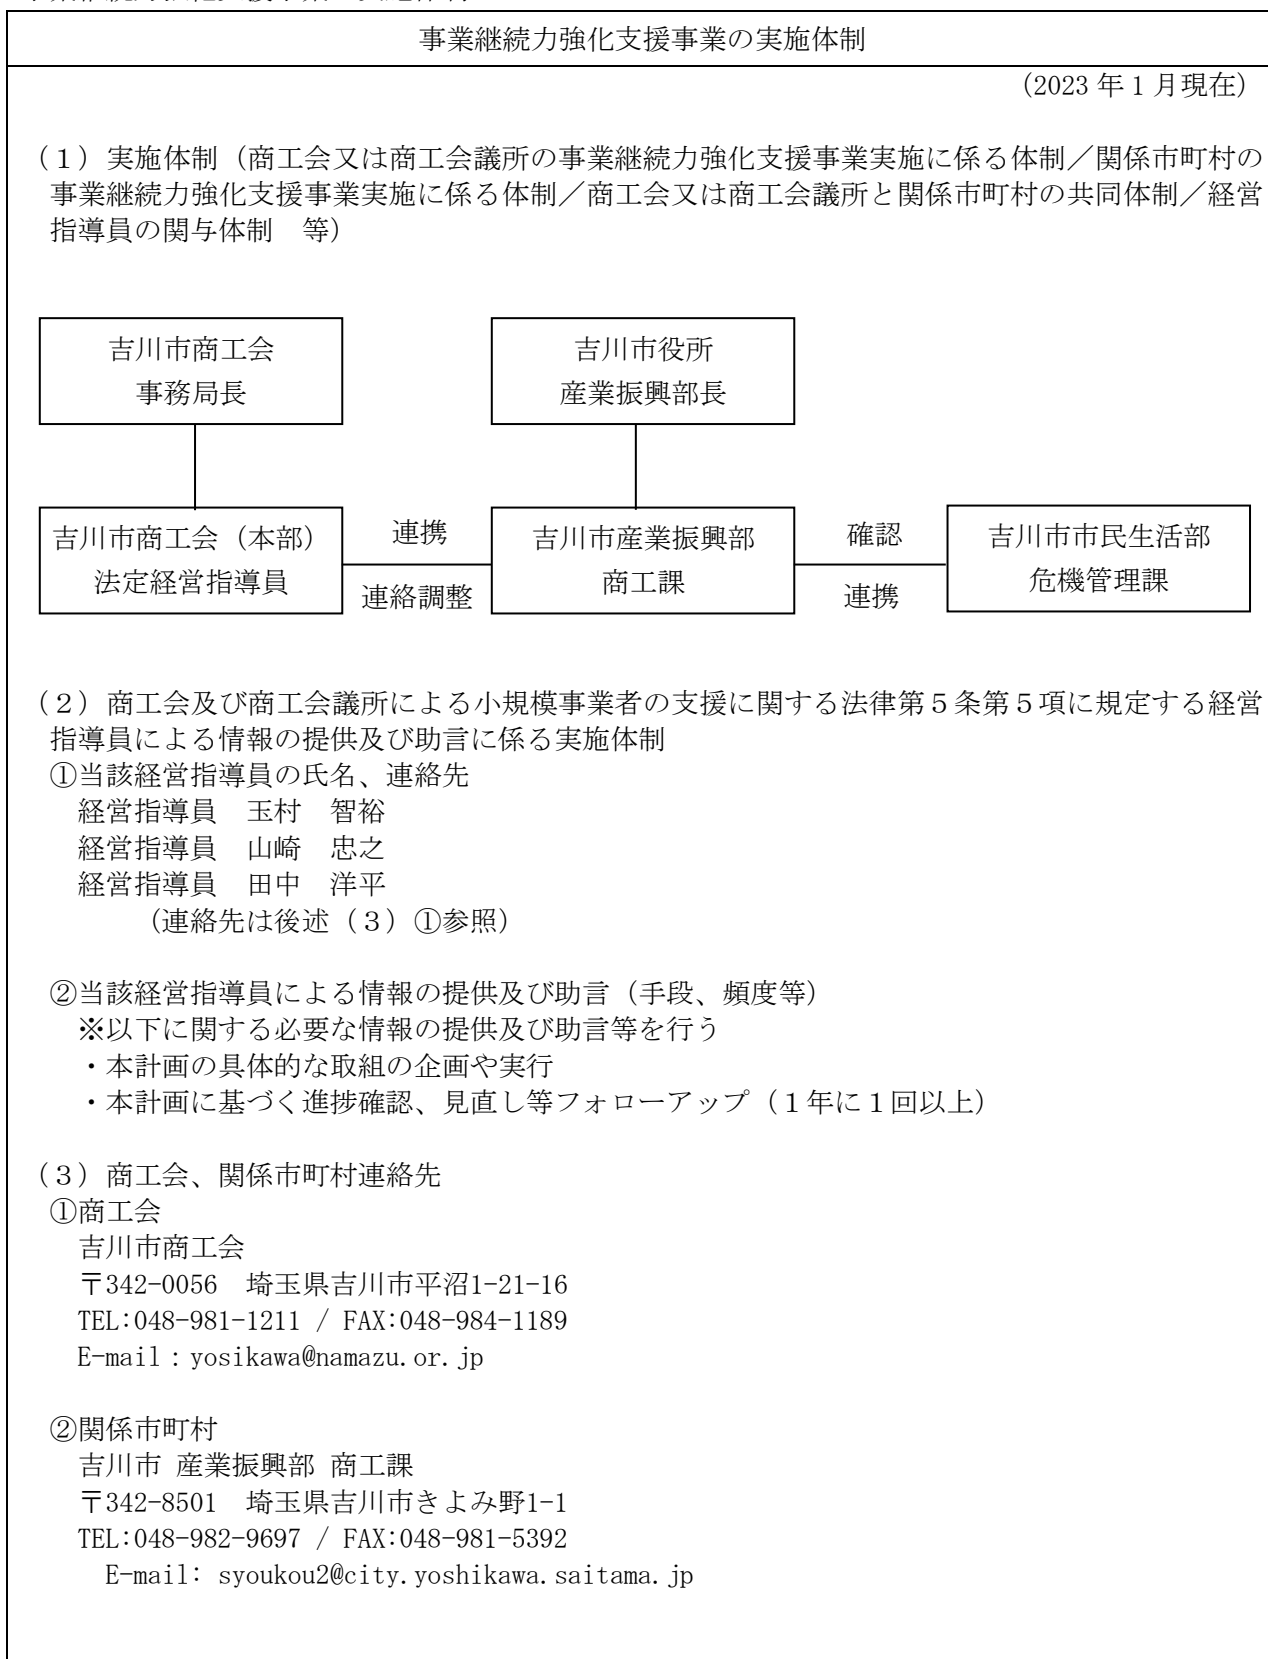 事業継続力強化支援事業の実施体制
（2023 年 1 月現在）
（１）実施体制（商工会又は商工会議所の事業継続力強化支援事業実施に係る体制／関係市町村の
事業継続力強化支援事業実施に係る体制／商工会又は商工会議所と関係市町村の共同体制／経営
指導員の関与体制　等）
吉川市商工会
事務局長
吉川市役所
産業振興部長
吉川市商工会（本部）
法定経営指導員
連携
連絡調整
吉川市産業振興部
商工課
確認
連携
吉川市市民生活部
危機管理課
（２）商工会及び商工会議所による小規模事業者の支援に関する法律第５条第５項に規定する経営
指導員による情報の提供及び助言に係る実施体制
①当該経営指導員の氏名、連絡先
経営指導員　玉村　智裕
経営指導員　山崎　忠之
経営指導員　田中　洋平
（連絡先は後述（３）①参照）
②当該経営指導員による情報の提供及び助言（手段、頻度等）
※以下に関する必要な情報の提供及び助言等を行う
・本計画の具体的な取組の企画や実行
・本計画に基づく進捗確認、見直し等フォローアップ（１年に１回以上）
（３）商工会、関係市町村連絡先
①商工会
吉川市商工会
〒342-0056　埼玉県吉川市平沼1-21-16
TEL:048-981-1211 / FAX:048-984-1189
E-mail：yosikawa@namazu.or.jp
②関係市町村
吉川市 産業振興部 商工課
〒342-8501　埼玉県吉川市きよみ野1-1
TEL:048-982-9697 / FAX:048-981-5392
E-mail: syoukou2@city.yoshikawa.saitama.jp